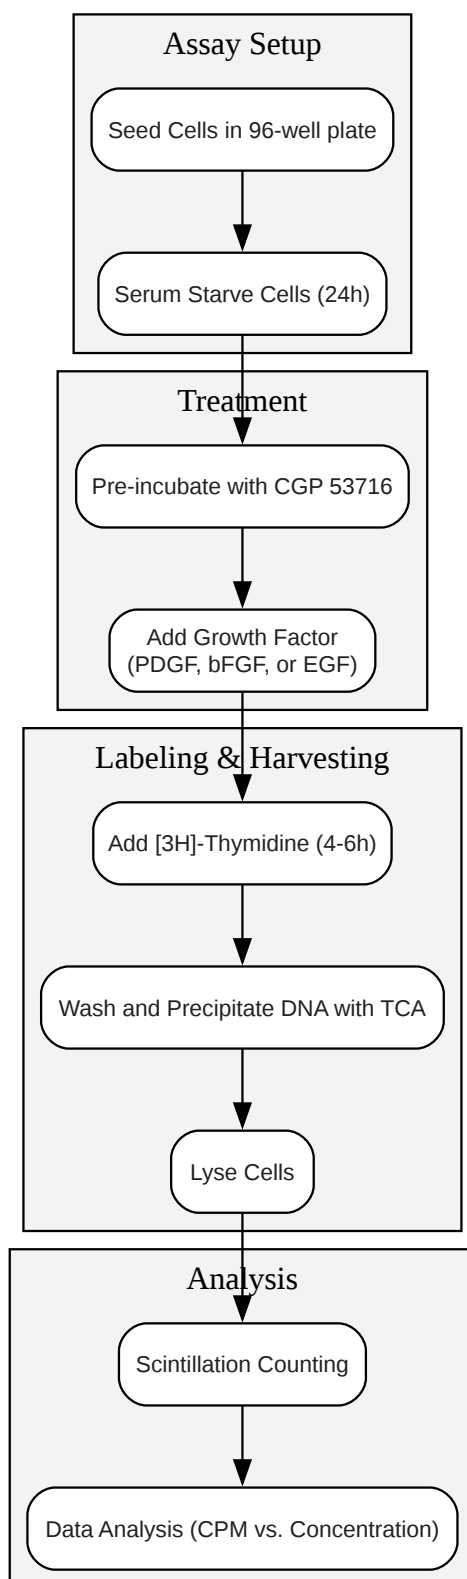 Assay Setup
Seed Cells in 96-well plate
Serum Starve Cells (24h)
Treatment
Pre-incubate with CGP 53716
Add Growth Factor
(PDGF, bFGF, or EGF)
Labeling & Harvesting
Add [3H]-Thymidine (4-6h)
Wash and Precipitate DNA with TCA
Lyse Cells
Analysis
Scintillation Counting
Data Analysis (CPM vs. Concentration)